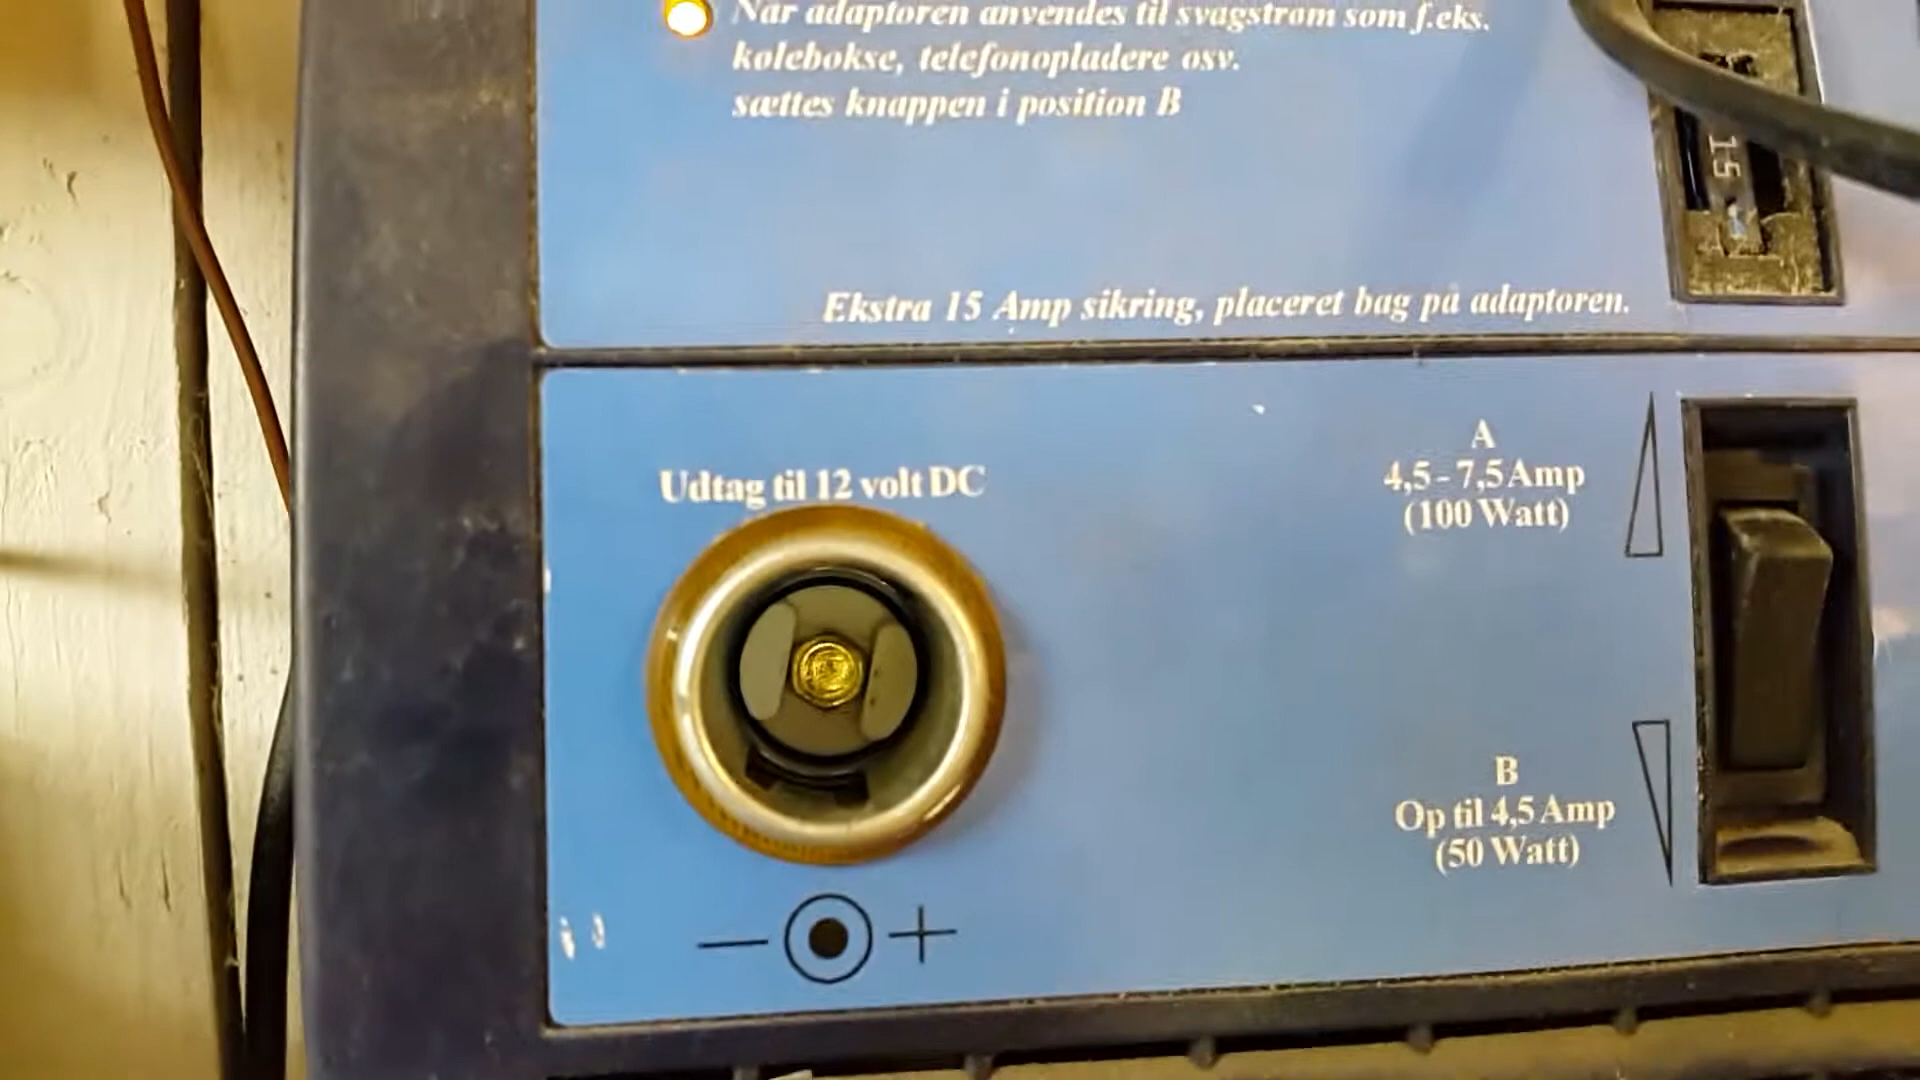 Når adaptoren anvendes til svagstrøm som f.eks.
kølebokse, telefonopladere osv.
sættes knappen i position B
15
Ekstra 15 Amp sikring, placeret bag på adaptoren.
Udtag til 12 volt DC
A
4,5 - 7,5 Amp
(100 Watt)
B
Op til 4,5 Amp
(50 Watt)
− +